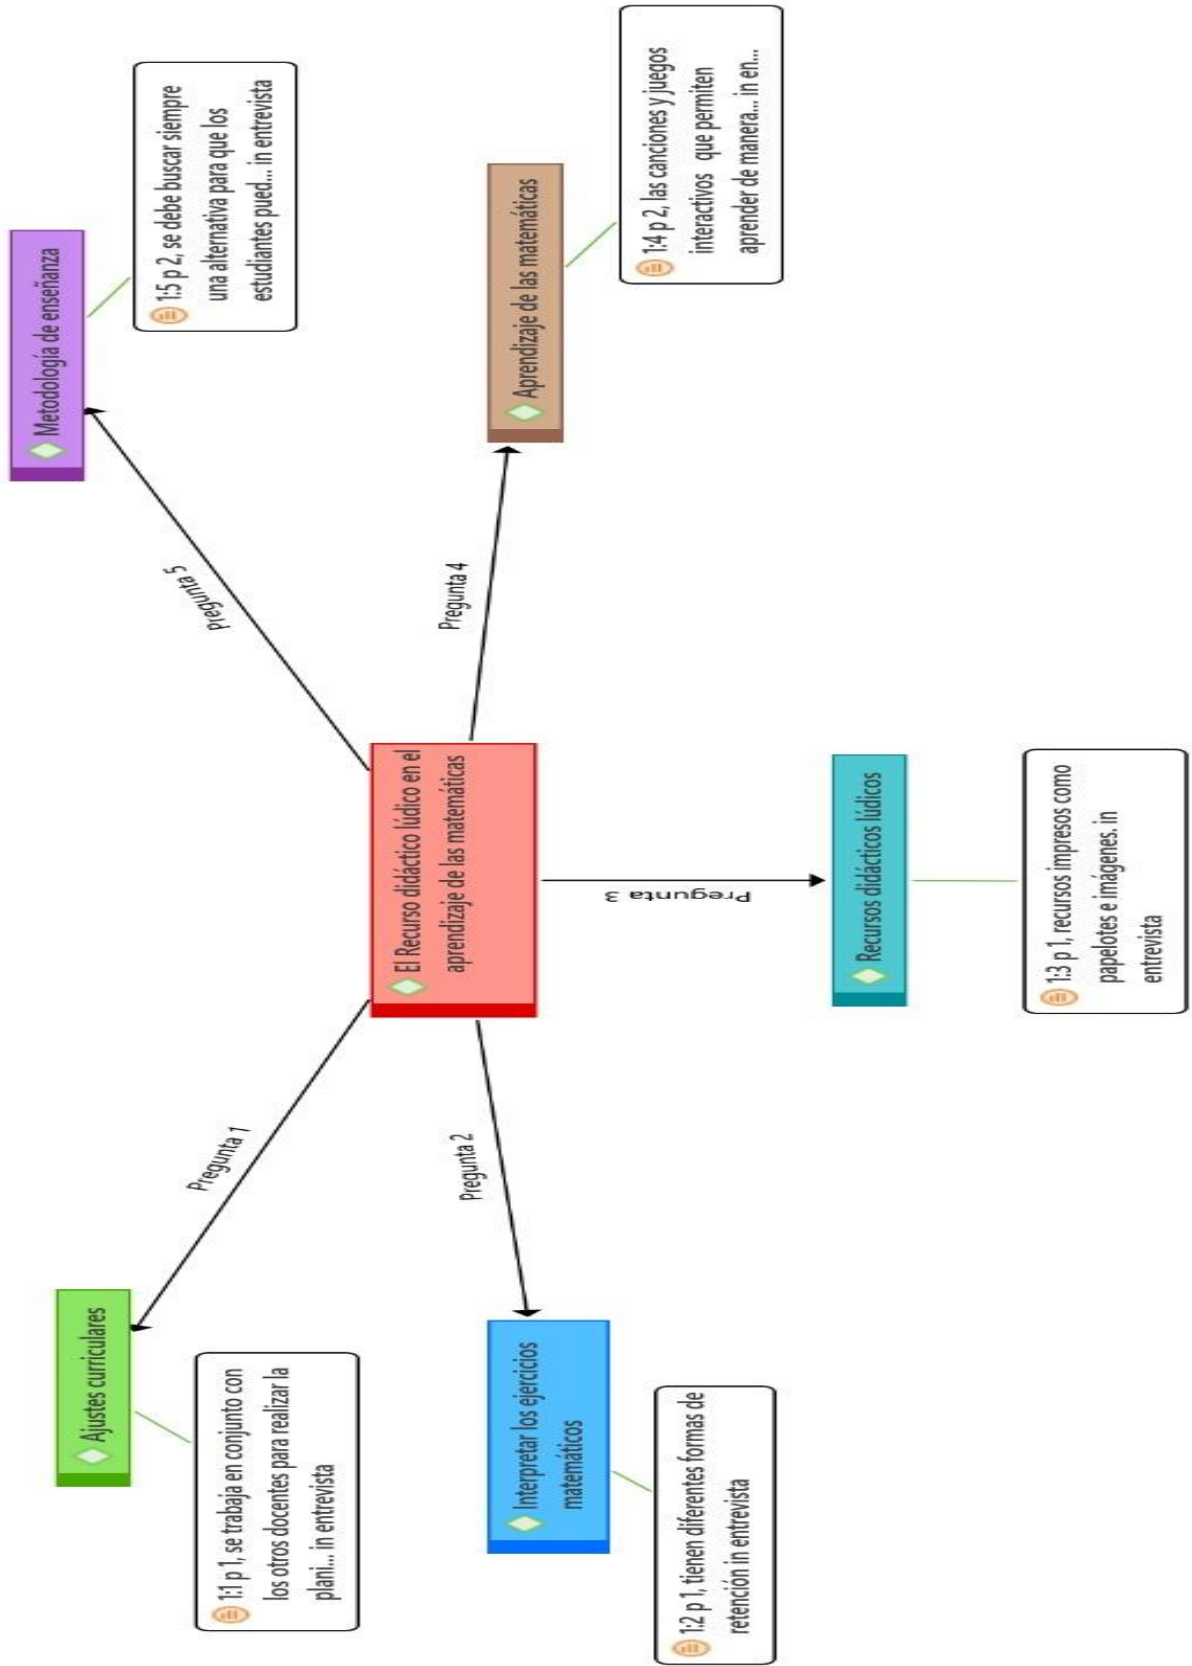 Ajustes curriculares
1:1 p 1, se trabaja en conjunto con
los otros docentes para realizar la
plani... in entrevista
Pregunta 1
Interpretar los ejercicios
matemáticos
1:2 p 1, tienen diferentes formas de
retención in entrevista
Pregunta 2
El Recurso didáctico lúdico en el
aprendizaje de las matemáticas
Pregunta 3
Recursos didácticos lúdicos
1:3 p 1, recursos impresos como
papelotes e imágenes. in
entrevista
Pregunta 4
Aprendizaje de las matemáticas
1:4 p 2, las canciones y juegos
interactivos que permiten
aprender de manera... in en...
pregunta 5
Metodología de enseñanza
1:5 p 2, se debe buscar siempre
una alternativa para que los
estudiantes pued... in entrevista